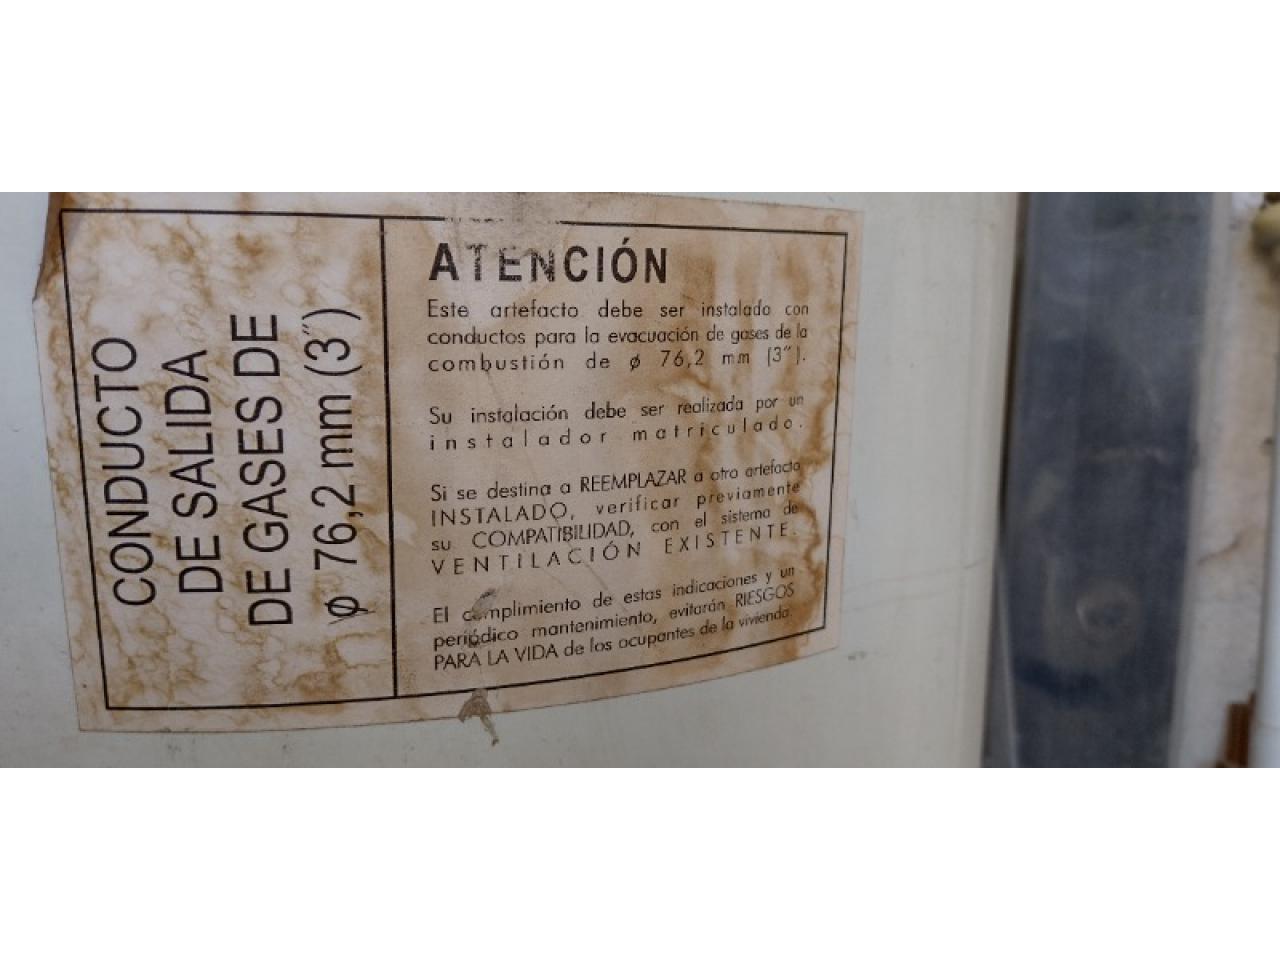 CONDUCTO
DE SALIDA
DE GASES DE
φ 76,2 mm (3")
ATENCIÓN
Este artefacto debe ser instalado con
conductos para la evacuación de gases de la
combustión de φ 76,2 mm (3").
Su instalación debe ser realizada por un
instalador matriculado.
Si se destina a REEMPLAZAR a otro artefacto
INSTALADO, verificar previamente
su COMPATIBILIDAD, con el sistema de
VENTILACIÓN EXISTENTE.
El cumplimiento de estas indicaciones y un
periódico mantenimiento, evitarán RIESGOS
PARA LA VIDA de los ocupantes de la vivienda.